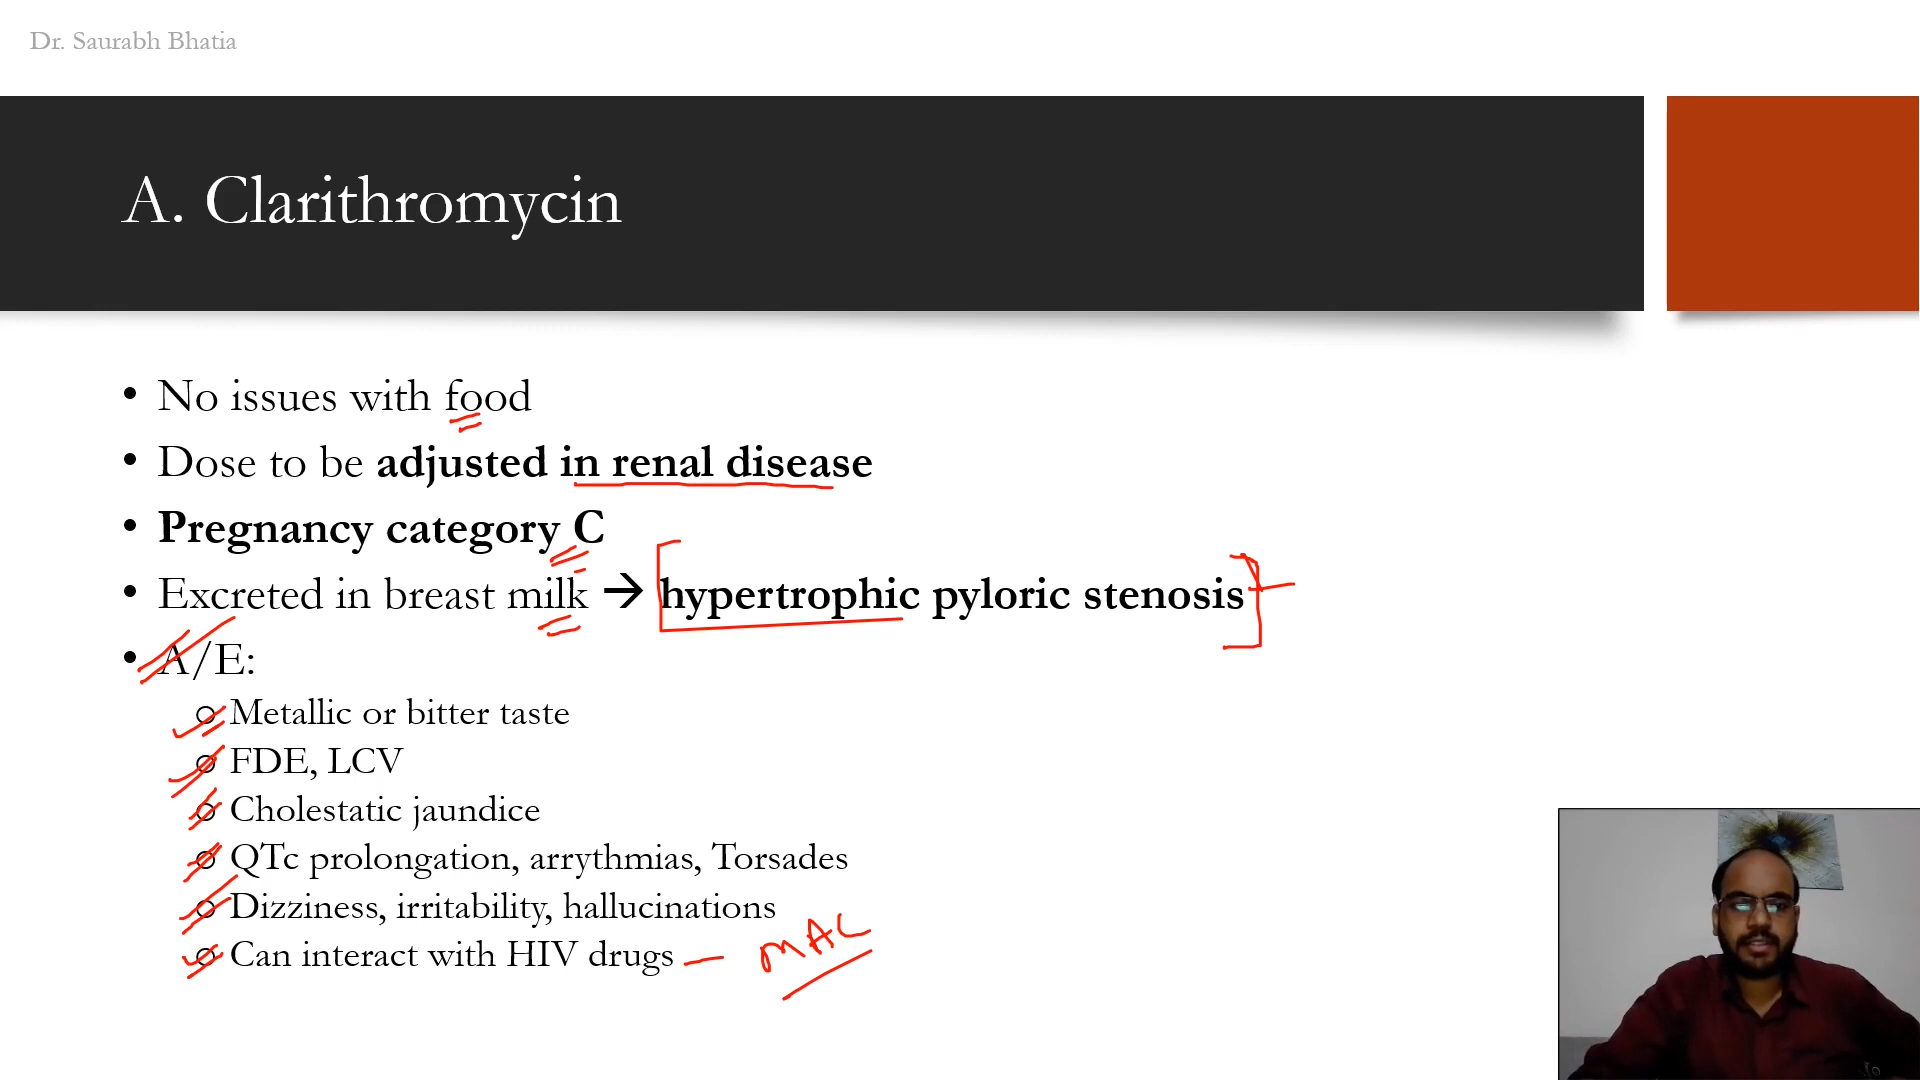 Dr. Saurabh Bhatia
A. Clarithromycin
• No issues with food
• Dose to be adjusted in renal disease
• Pregnancy category C
• Excreted in breast milk → hypertrophic pyloric stenosis
• A/E:
o Metallic or bitter taste
o FDE, LCV
o Cholestatic jaundice
o QTc prolongation, arrythmias, Torsades
o Dizziness, irritability, hallucinations
o Can interact with HIV drugs — MAC